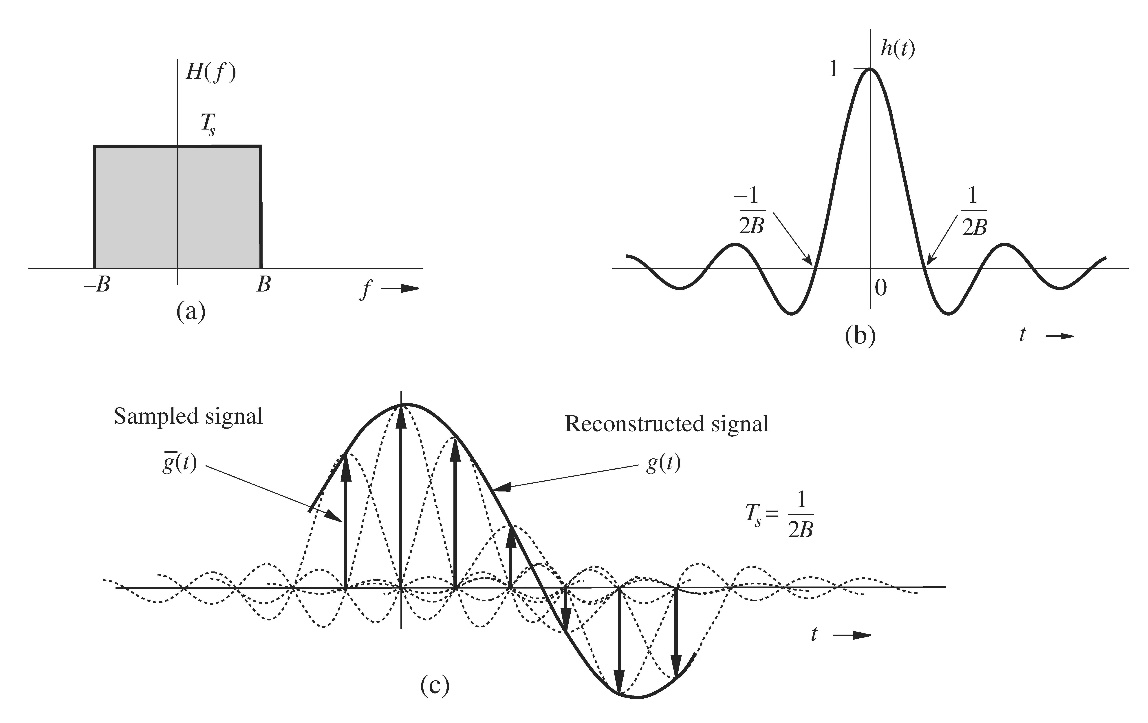 H(f)
T_s
–B
B
f
(a)
h(t)
1
–1
2B
1
2B
0
t
(b)
Sampled signal
g̅(t)
Reconstructed signal
g(t)
T_s = 1
2B
t
(c)